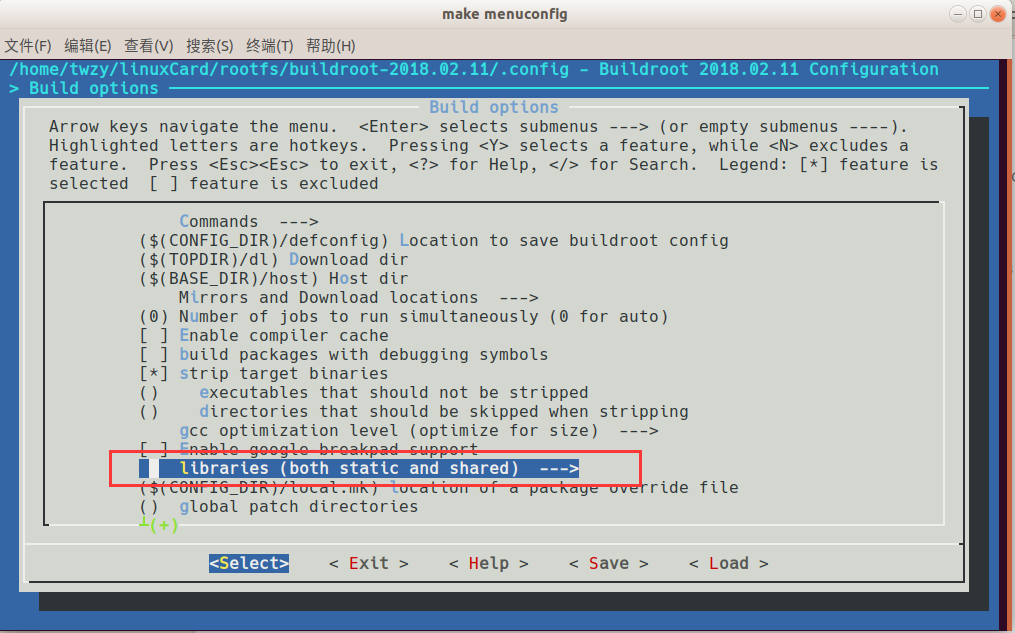 make menuconfig
文件(F) 编辑(E) 查看(V) 搜索(S) 终端(T) 帮助(H)
/home/twzy/linuxCard/rootfs/buildroot-2018.02.11/.config - Buildroot 2018.02.11 Configuration
> Build options
Build options
Arrow keys navigate the menu.  <Enter> selects submenus ---> (or empty submenus ----).
Highlighted letters are hotkeys.  Pressing <Y> selects a feature, while <N> excludes a
feature.  Press <Esc><Esc> to exit, <?> for Help, </> for Search.  Legend: [*] feature is
selected  [ ] feature is excluded
Commands  --->
($(CONFIG_DIR)/defconfig) Location to save buildroot config
($(TOPDIR)/dl) Download dir
($(BASE_DIR)/host) Host dir
Mirrors and Download locations  --->
(0) Number of jobs to run simultaneously (0 for auto)
[ ] Enable compiler cache
[ ] build packages with debugging symbols
[*] strip target binaries
()    executables that should not be stripped
()    directories that should be skipped when stripping
gcc optimization level (optimize for size)  --->
[ ] Enable google-breakpad support
libraries (both static and shared)  --->
($(CONFIG_DIR)/local.mk) location of a package override file
()  global patch directories
┴(+)
<Select>    < Exit >    < Help >    < Save >    < Load >